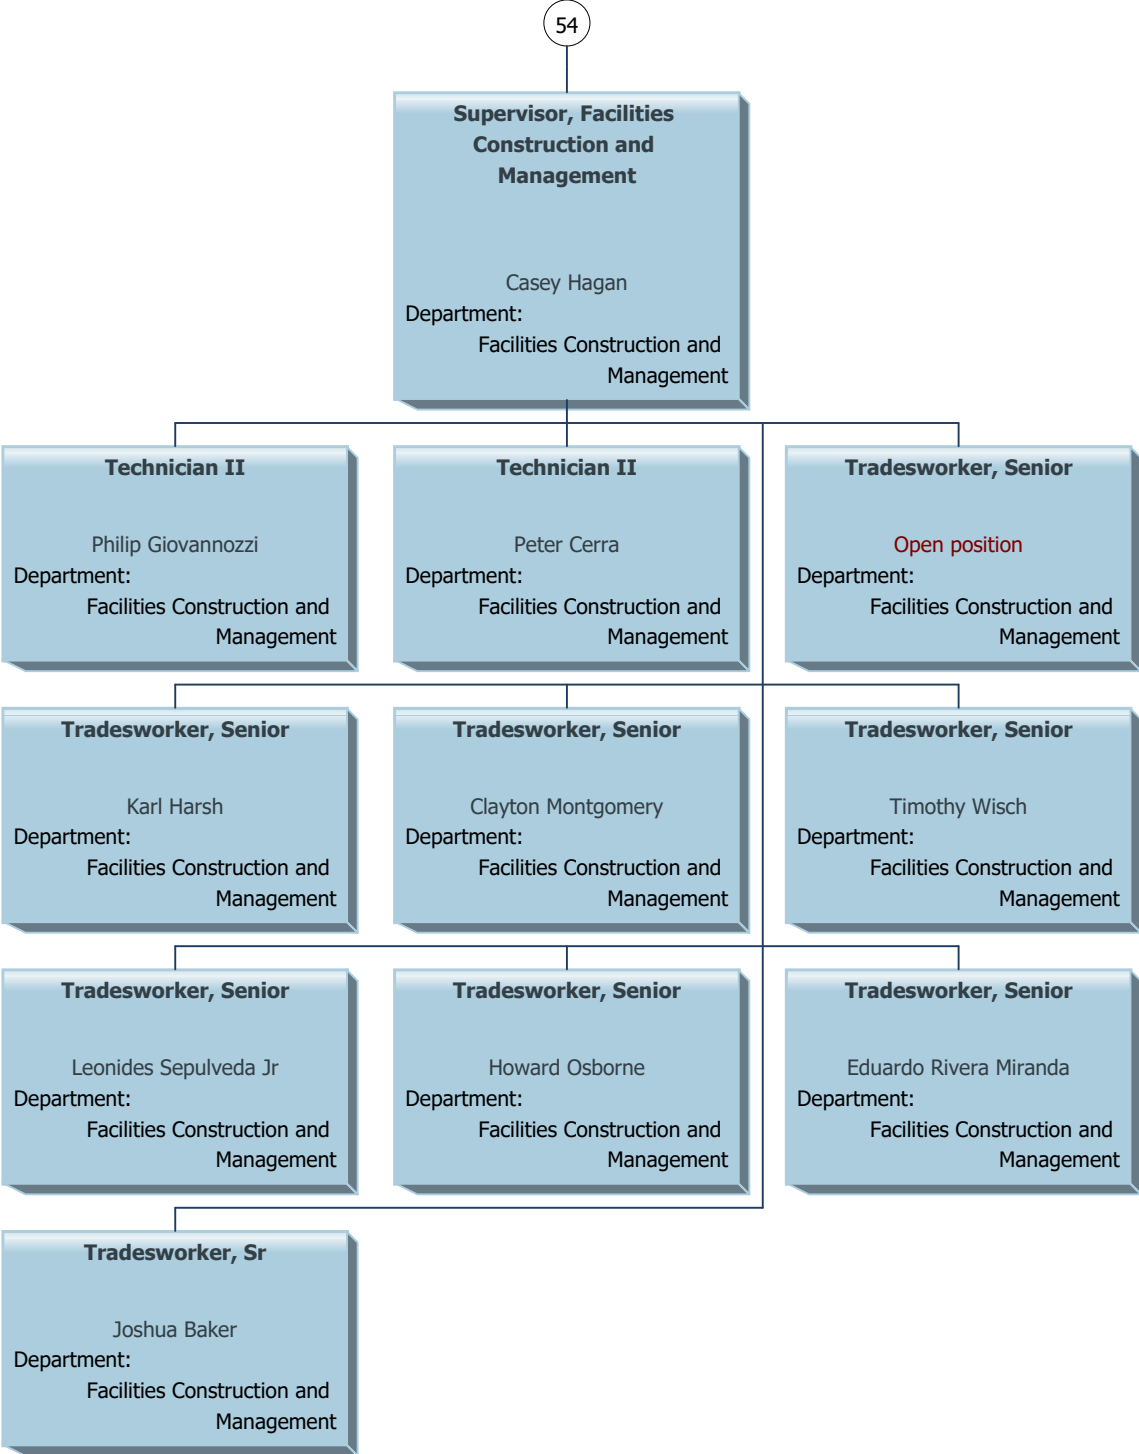 54
Supervisor, Facilities
Construction and
Management
Casey Hagan
Department:
Facilities Construction and
Management
Technician II
Philip Giovannozzi
Department:
Facilities Construction and
Management
Technician II
Peter Cerra
Department:
Facilities Construction and
Management
Tradesworker, Senior
Open position
Department:
Facilities Construction and
Management
Tradesworker, Senior
Karl Harsh
Department:
Facilities Construction and
Management
Tradesworker, Senior
Clayton Montgomery
Department:
Facilities Construction and
Management
Tradesworker, Senior
Timothy Wisch
Department:
Facilities Construction and
Management
Tradesworker, Senior
Leonides Sepulveda Jr
Department:
Facilities Construction and
Management
Tradesworker, Senior
Howard Osborne
Department:
Facilities Construction and
Management
Tradesworker, Senior
Eduardo Rivera Miranda
Department:
Facilities Construction and
Management
Tradesworker, Sr
Joshua Baker
Department:
Facilities Construction and
Management